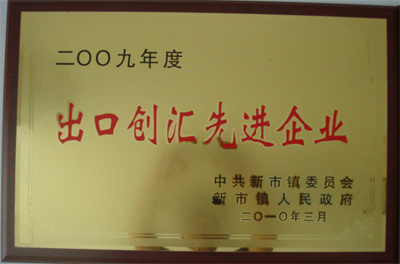 二〇〇九年度
出口创汇先进企业
中共新市镇委员会
新市镇人民政府
二〇一〇年三月